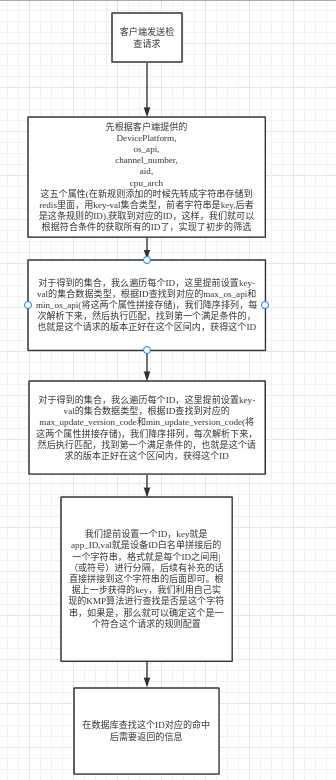 客户端发送检
查请求
先根据客户端提供的
DevicePlatform,
os_api,
channel_number,
aid,
cpu_arch
这五个属性(在新规则添加的时候先转成字符串存储到
redis里面，用key-val集合类型，前者字符串是key,后者
是这条规则的ID),获取到对应的ID，这样，我们就可以
根据符合条件的获取所有的ID了，实现了初步的筛选
对于得到的集合，我么遍历每个ID，这里提前设置key-
val的集合数据类型，根据ID查找到对应的max_os_api和
min_os_api(将这两个属性拼接存储)，我们降序排列，每
次解析下来，然后执行匹配，找到第一个满足条件的，
也就是这个请求的版本正好在这个区间内，获得这个ID
对于得到的集合，我么遍历每个ID，这里提前设置key-
val的集合数据类型，根据ID查找到对应的
max_update_version_code和min_update_version_code(将
这两个属性拼接存储)，我们降序排列，每次解析下来，
然后执行匹配，找到第一个满足条件的，也就是这个请
求的版本正好在这个区间内，获得这个ID
我们提前设置一个ID，key就是
app_ID,val就是设备ID白名单拼接后的
一个字符串，格式就是每个ID之间用|
（或符号）进行分隔，后续有补充的话
直接拼接到这个字符串的后面即可。根
据上一步获得的key，我们利用自己实
现的KMP算法进行查找是否是这个字符
串，如果是，那么就可以确定这个是一
个符合这个请求的规则配置
在数据库查找这个ID对应的命中
后需要返回的信息